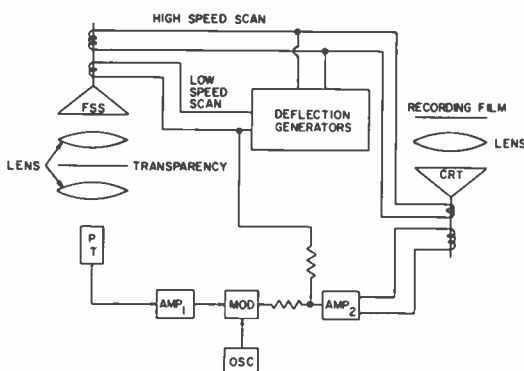 HIGH SPEED SCAN
LOW
SPEED
SCAN
FSS
DEFLECTION
GENERATORS
RECORDING FILM
LENS
CRT
LENS
TRANSPARENCY
P
T
AMP1
MOD
AMP2
OSC